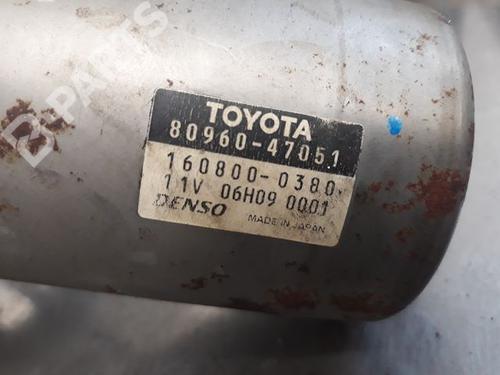 TOYOTA
80960-47051
160800-0380
11V 06H09 0001
DENSO MADE IN JAPAN
B-PARTS